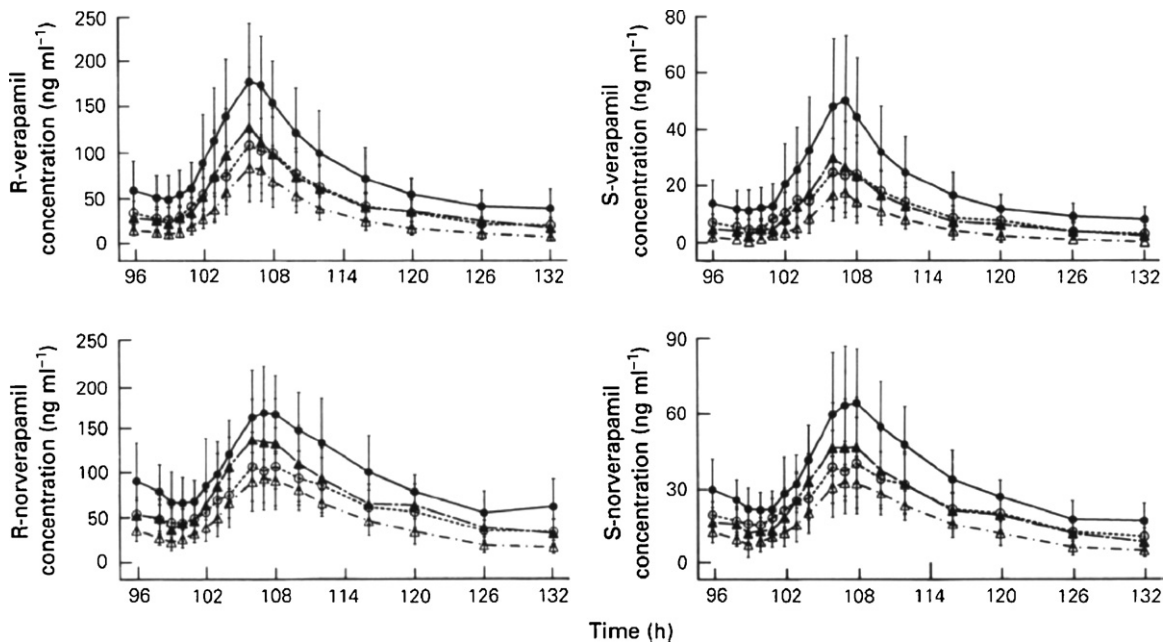 R-verapamil
concentration (ng ml⁻¹)
250
200
150
100
50
0
96 102 108 114 120 126 132
S-verapamil
concentration (ng ml⁻¹)
80
60
40
20
0
96 102 108 114 120 126 132
R-norverapamil
concentration (ng ml⁻¹)
250
200
150
100
50
0
96 102 108 114 120 126 132
S-norverapamil
concentration (ng ml⁻¹)
90
60
30
0
96 102 108 114 120 126 132
Time (h)